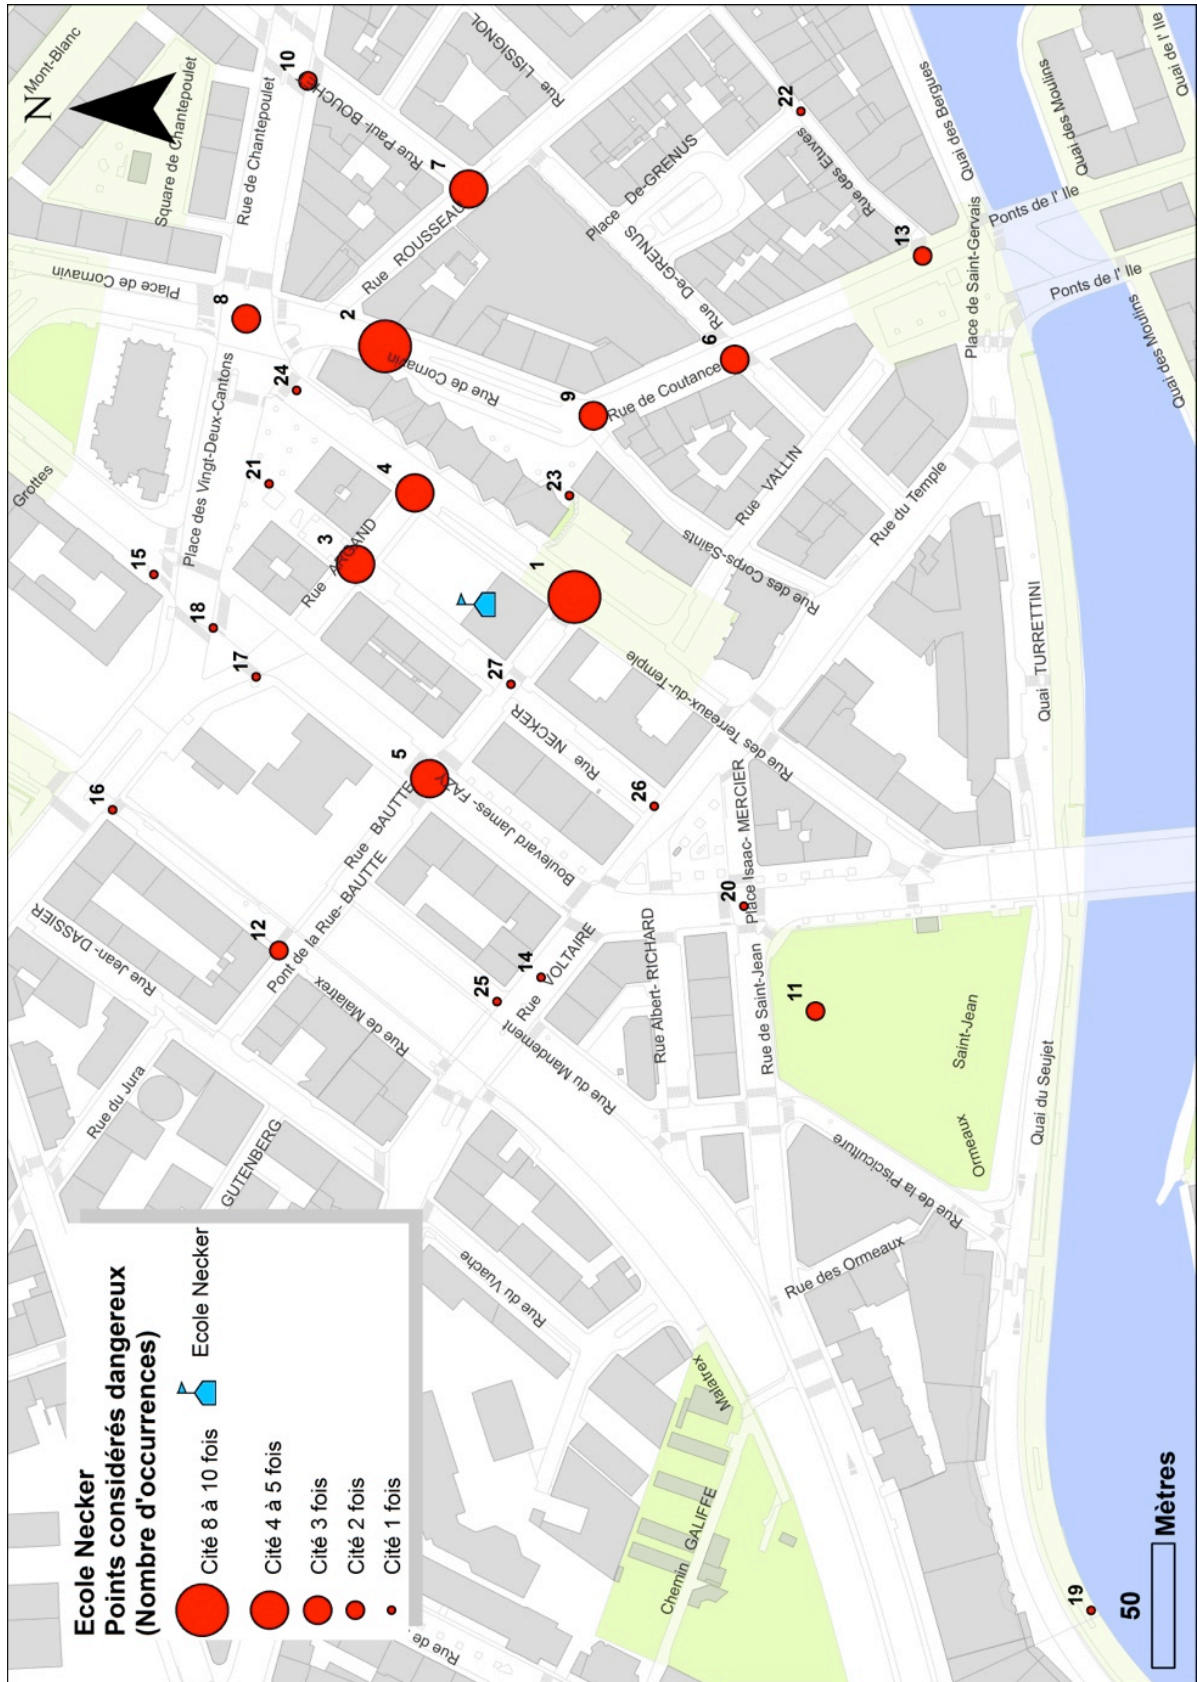 Ecole Necker
Points considérés dangereux
(Nombre d'occurrences)
Cité 8 à 10 fois
Ecole Necker
Cité 4 à 5 fois
Cité 3 fois
Cité 2 fois
Cité 1 fois
N
Mont-Blanc
Square de Chantepoulet
Rue de Chantepoulet
10
Rue Paul-BOUCH
Rue LISSIGNOL
7
Rue ROUSSEAU
Place de Cornavin
8
2
Rue de Cornavin
Place De-GRENUS
Rue De-GRENUS
22
Rue des Etuves
13
Quai des Bergues
Quai des Moulins
Quai de l' Ile
Ponts de l' Ile
Ponts de l' Ile
Quai des Moulins
Place de Saint-Gervais
6
Rue de Coutance
9
24
Place des Vingt-Deux-Cantons
21
4
23
Rue VALLIN
Rue du Temple
Rue des Corps-Saints
Grottes
15
18
17
Rue ARGAND
3
1
Rue des Terreaux-du-Temple
Quai TURRETTINI
27
Rue NECKER
26
5
Boulevard James-FAZY
Rue BAUTTE
Pont de la Rue-BAUTTE
16
12
Rue Jean-DASSIER
Rue de Malatrex
25
14
Rue VOLTAIRE
Rue du Mandement
Rue Albert-RICHARD
Place Isaac-MERCIER
20
Rue de Saint-Jean
11
Saint-Jean
Ormeaux
Quai du Seujet
Rue de la Pisciculture
Rue des Ormeaux
Rue du Jura
GUTENBERG
Rue du Vuache
Malatrex
Chemin GALIFFE
Rue de
19
50
Mètres